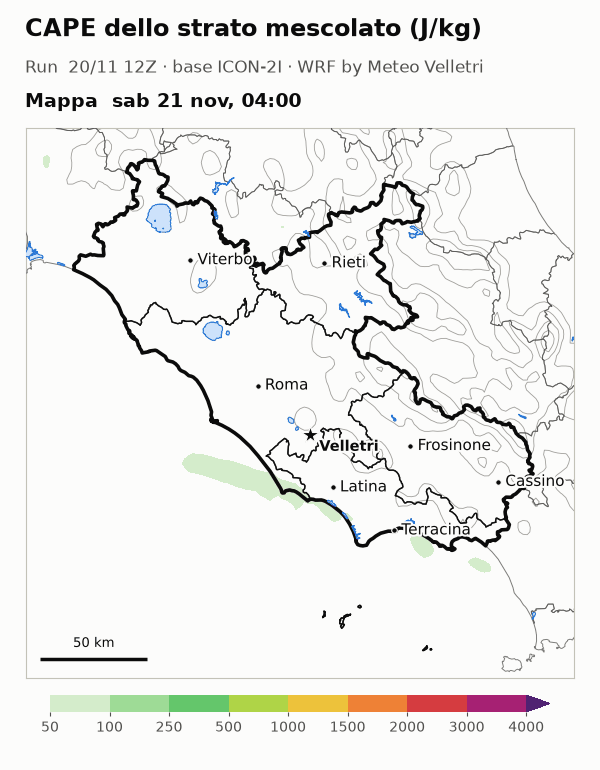 CAPE dello strato mescolato (J/kg)
Run  20/11 12Z · base ICON-2I · WRF by Meteo Velletri
Mappa  sab 21 nov, 04:00
Viterbo
Rieti
Roma
Velletri
Frosinone
Latina
Cassino
Terracina
50 km
50 100 250 500 1000 1500 2000 3000 4000